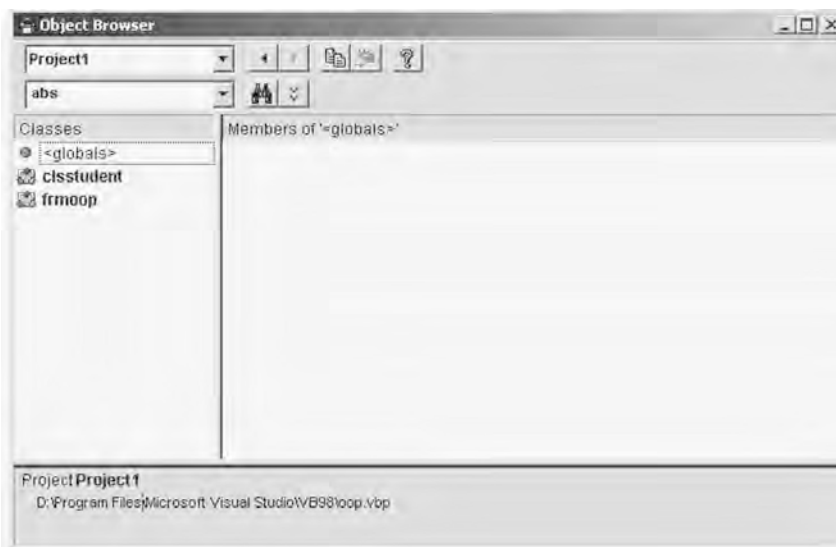 Object Browser
Project1
abs
Classes
Members of '<globals>'
<globals>
clsstudent
frmoop
Project Project1
D:\Program Files\Microsoft Visual Studio\VB98\oop.vbp